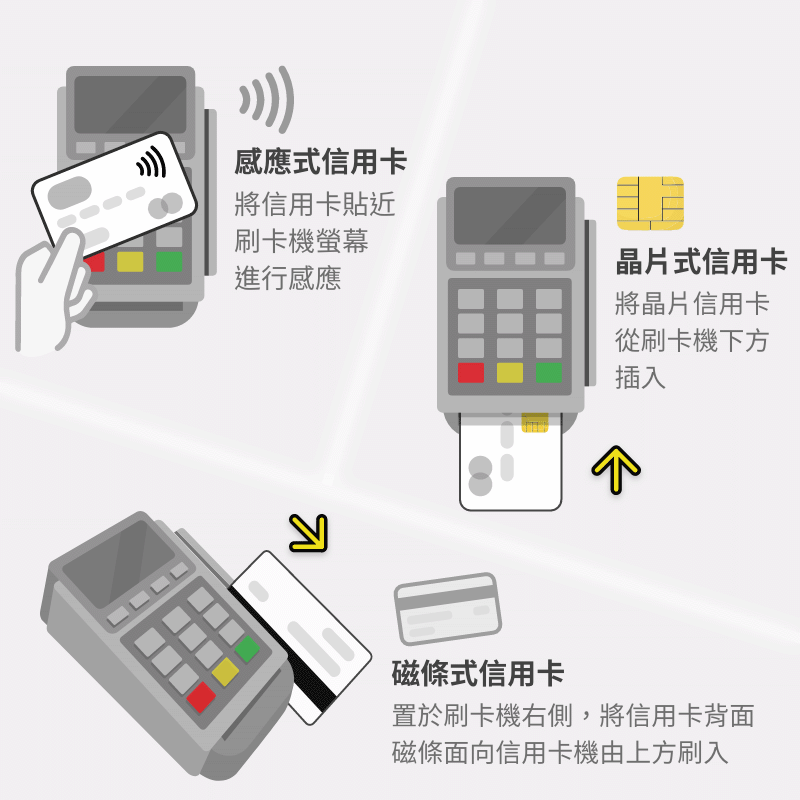 感應式信用卡
將信用卡貼近
刷卡機螢幕
進行感應
晶片式信用卡
將晶片信用卡
從刷卡機下方
插入
磁條式信用卡
置於刷卡機右側，將信用卡背面
磁條面向信用卡機由上方刷入